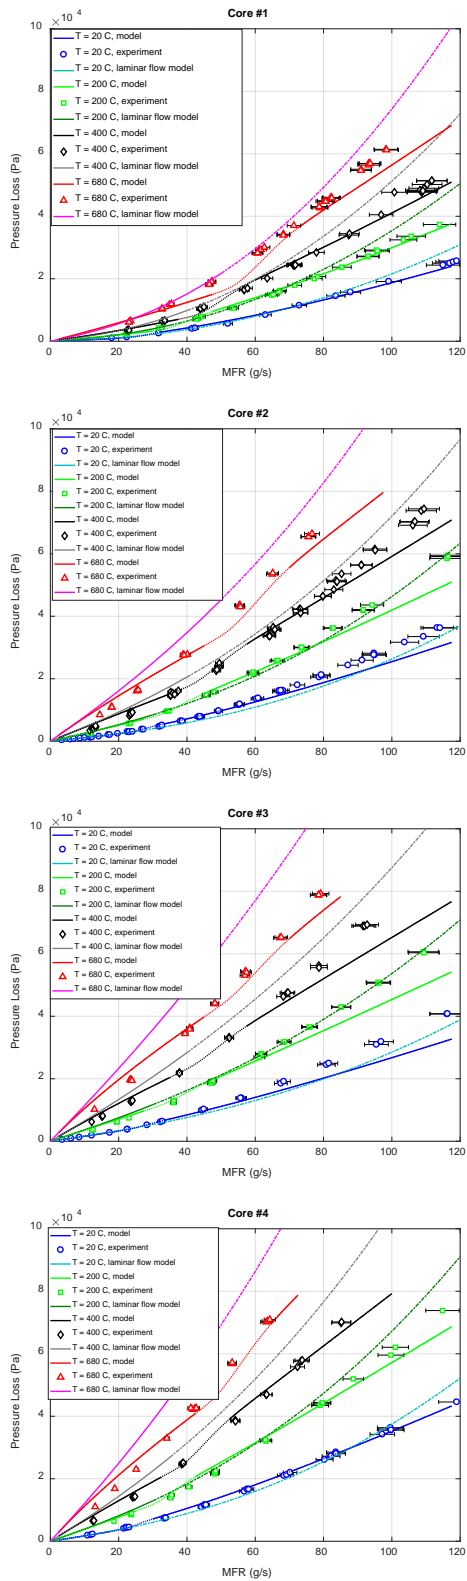 Core #1
× 10 4
10
8
6
4
2
0
Pressure Loss (Pa)
T = 20 C, model
T = 20 C, experiment
T = 20 C, laminar flow model
T = 200 C, model
T = 200 C, experiment
T = 200 C, laminar flow model
T = 400 C, model
T = 400 C, experiment
T = 400 C, laminar flow model
T = 680 C, model
T = 680 C, experiment
T = 680 C, laminar flow model
0 20 40 60 80 100 120
MFR (g/s)
Core #2
× 10 4
10
8
6
4
2
0
Pressure Loss (Pa)
T = 20 C, model
T = 20 C, experiment
T = 20 C, laminar flow model
T = 200 C, model
T = 200 C, experiment
T = 200 C, laminar flow model
T = 400 C, model
T = 400 C, experiment
T = 400 C, laminar flow model
T = 680 C, model
T = 680 C, experiment
T = 680 C, laminar flow model
0 20 40 60 80 100 120
MFR (g/s)
Core #3
× 10 4
10
8
6
4
2
0
Pressure Loss (Pa)
T = 20 C, model
T = 20 C, experiment
T = 20 C, laminar flow model
T = 200 C, model
T = 200 C, experiment
T = 200 C, laminar flow model
T = 400 C, model
T = 400 C, experiment
T = 400 C, laminar flow model
T = 680 C, model
T = 680 C, experiment
T = 680 C, laminar flow model
0 20 40 60 80 100 120
MFR (g/s)
Core #4
× 10 4
10
8
6
4
2
0
Pressure Loss (Pa)
T = 20 C, model
T = 20 C, experiment
T = 20 C, laminar flow model
T = 200 C, model
T = 200 C, experiment
T = 200 C, laminar flow model
T = 400 C, model
T = 400 C, experiment
T = 400 C, laminar flow model
T = 680 C, model
T = 680 C, experiment
T = 680 C, laminar flow model
0 20 40 60 80 100 120
MFR (g/s)